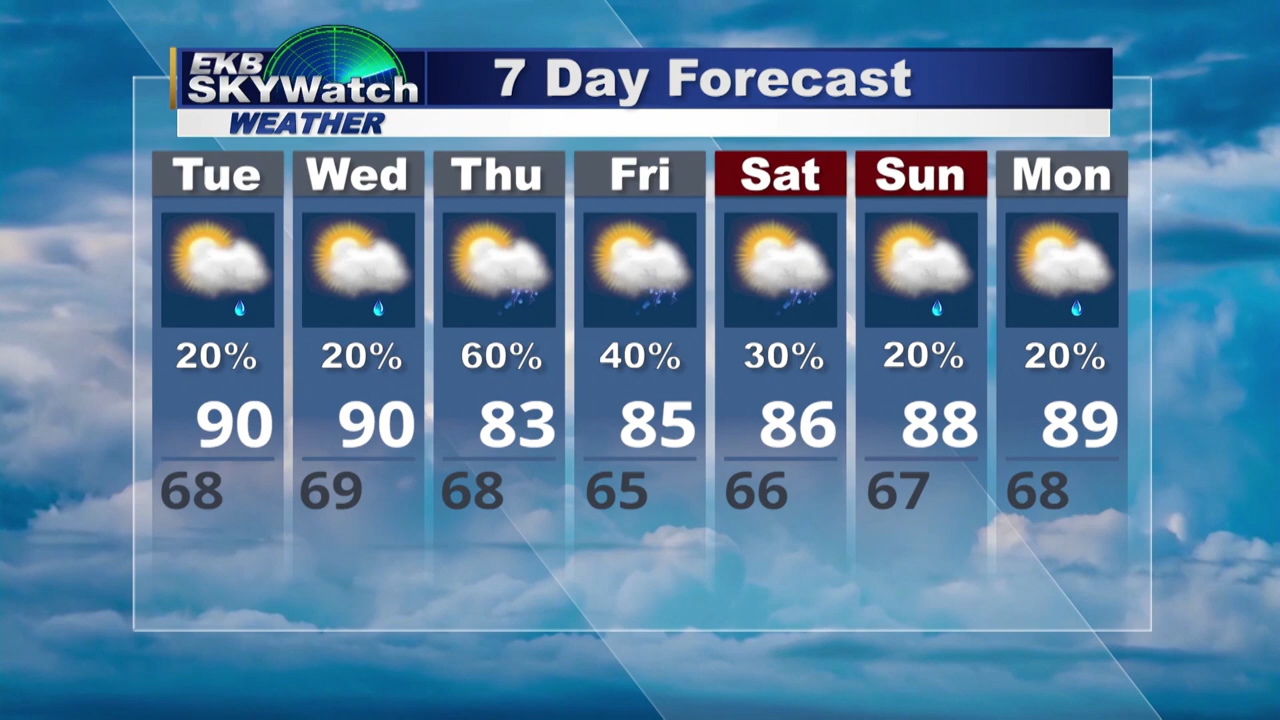 EKB
SKYWatch
WEATHER
7 Day Forecast
Tue Wed Thu Fri Sat Sun Mon
20% 20% 60% 40% 30% 20% 20%
90 90 83 85 86 88 89
68 69 68 65 66 67 68